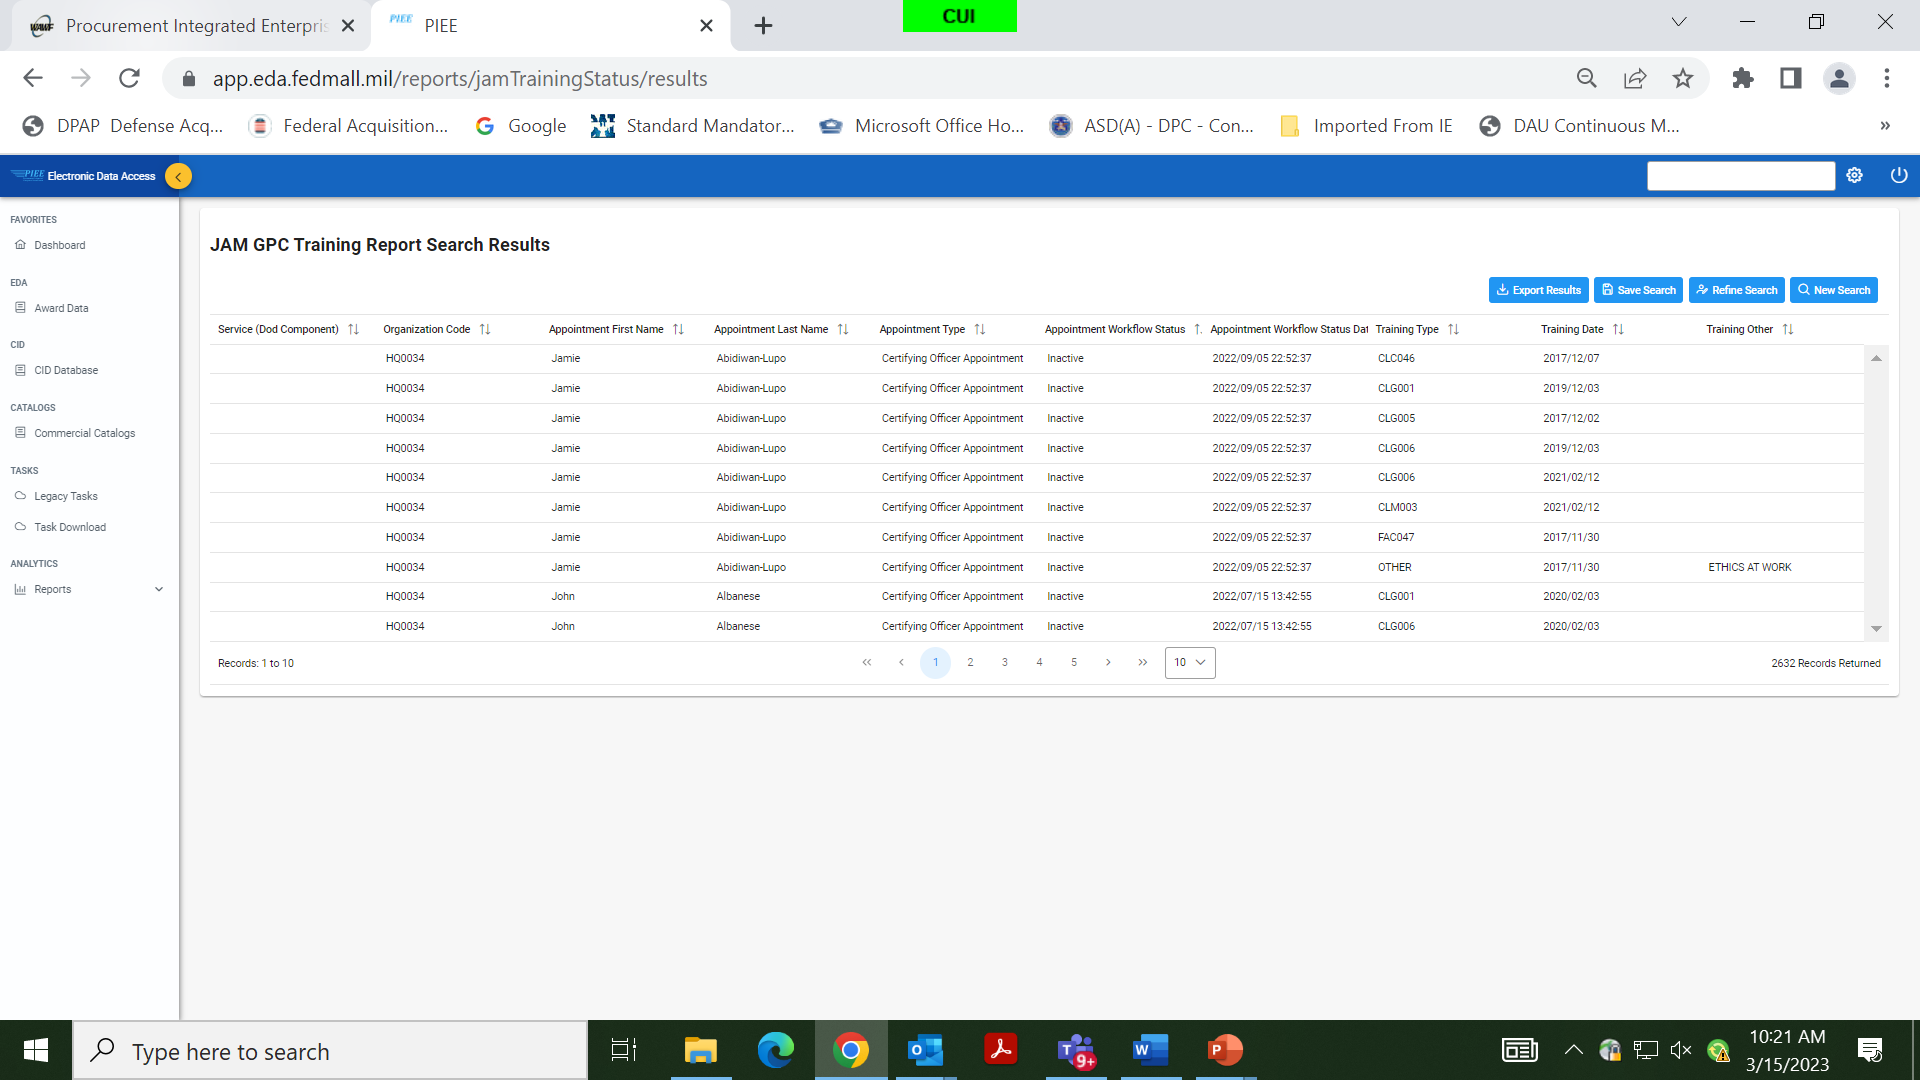 Procurement Integrated Enterpris
PIEE
PIEE
CUI
app.eda.fedmall.mil/reports/jamTrainingStatus/results
DPAP Defense Acq...
Federal Acquisition...
Google
Standard Mandator...
Microsoft Office Ho...
ASD(A) - DPC - Con...
Imported From IE
DAU Continuous M...
»
PIEE Electronic Data Access
FAVORITES
Dashboard
EDA
Award Data
CID
CID Database
CATALOGS
Commercial Catalogs
TASKS
Legacy Tasks
Task Download
ANALYTICS
Reports
JAM GPC Training Report Search Results
Export Results Save Search Refine Search New Search
Service (Dod Component) Organization Code Appointment First Name Appointment Last Name Appointment Type Appointment Workflow Status Appointment Workflow Status Dat Training Type Training Date Training Other
HQ0034 Jamie Abidiwan-Lupo Certifying Officer Appointment Inactive 2022/09/05 22:52:37 CLC046 2017/12/07
HQ0034 Jamie Abidiwan-Lupo Certifying Officer Appointment Inactive 2022/09/05 22:52:37 CLG001 2019/12/03
HQ0034 Jamie Abidiwan-Lupo Certifying Officer Appointment Inactive 2022/09/05 22:52:37 CLG005 2017/12/02
HQ0034 Jamie Abidiwan-Lupo Certifying Officer Appointment Inactive 2022/09/05 22:52:37 CLG006 2019/12/03
HQ0034 Jamie Abidiwan-Lupo Certifying Officer Appointment Inactive 2022/09/05 22:52:37 CLG006 2021/02/12
HQ0034 Jamie Abidiwan-Lupo Certifying Officer Appointment Inactive 2022/09/05 22:52:37 CLM003 2021/02/12
HQ0034 Jamie Abidiwan-Lupo Certifying Officer Appointment Inactive 2022/09/05 22:52:37 FAC047 2017/11/30
HQ0034 Jamie Abidiwan-Lupo Certifying Officer Appointment Inactive 2022/09/05 22:52:37 OTHER 2017/11/30 ETHICS AT WORK
HQ0034 John Albanese Certifying Officer Appointment Inactive 2022/07/15 13:42:55 CLG001 2020/02/03
HQ0034 John Albanese Certifying Officer Appointment Inactive 2022/07/15 13:42:55 CLG006 2020/02/03
Records: 1 to 10
« ‹ 1 2 3 4 5 › » 10
2632 Records Returned
Type here to search
9+
10:21 AM
3/15/2023